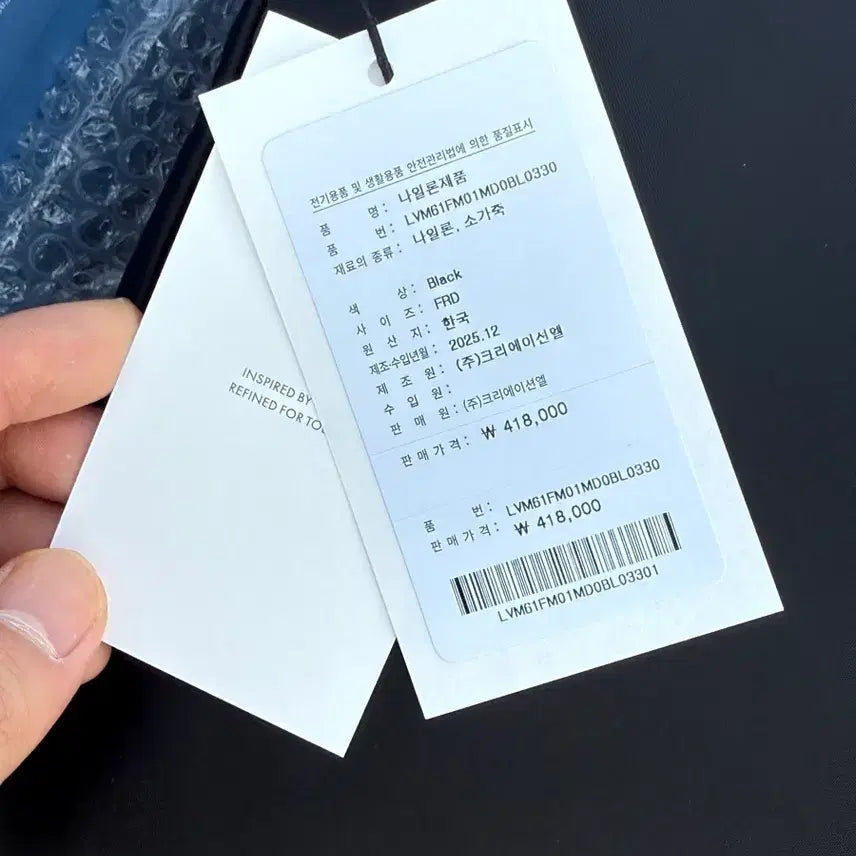 전기용품 및 생활용품 안전관리법에 의한 품질표시
품 명 : 나일론제품
품 번 : LVM61FM01MD0BL0330
재료의 종류 : 나일론, 소가죽
색 상 : Black
사 이 즈 : FRD
원 산 지 : 한국
제조·수입년월 : 2025.12
제 조 원 : (주)크리에이션엘
수 입 원 :
판 매 원 : (주)크리에이션엘
판 매 가 격 : ₩ 418,000
품 번 : LVM61FM01MD0BL0330
판 매 가 격 : ₩ 418,000
LVM61FM01MD0BL03301
INSPIRED BY
REFINED FOR